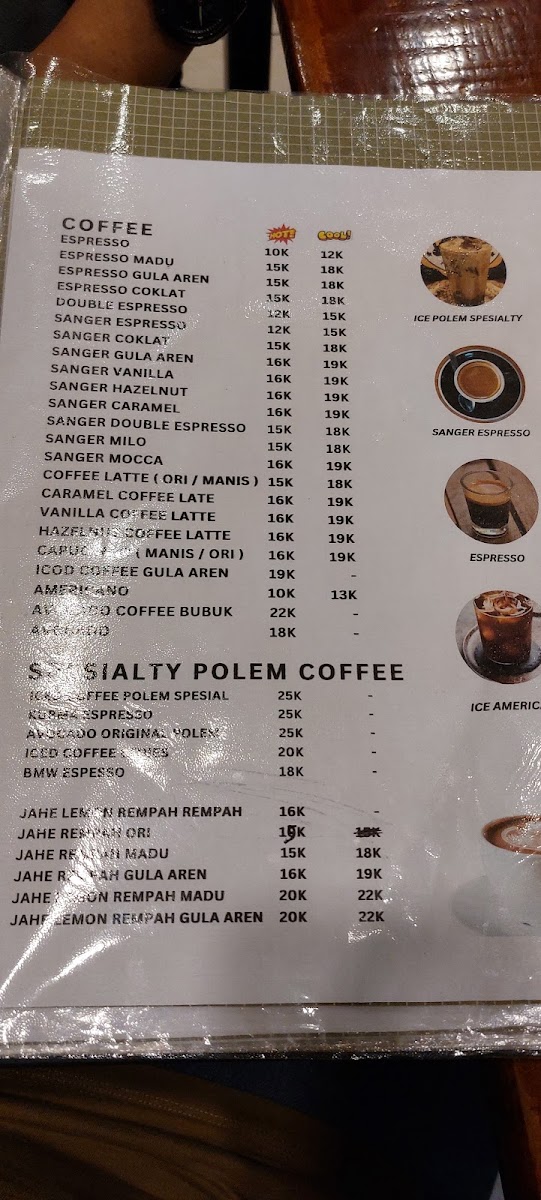 COFFEE HOT! COOL!
ESPRESSO 10K 12K
ESPRESSO MADU 15K 18K
ESPRESSO GULA AREN 15K 18K
ESPRESSO COKLAT 15K 18K
DOUBLE ESPRESSO 12K 15K
SANGER ESPRESSO 12K 15K
SANGER COKLAT 15K 18K
SANGER GULA AREN 16K 19K
SANGER VANILLA 16K 19K
SANGER HAZELNUT 16K 19K
SANGER CARAMEL 16K 19K
SANGER DOUBLE ESPRESSO 15K 18K
SANGER MILO 15K 18K
SANGER MOCCA 16K 19K
COFFEE LATTE ( ORI / MANIS ) 15K 18K
CARAMEL COFFEE LATE 16K 19K
VANILLA COFFEE LATTE 16K 19K
HAZELNUT COFFEE LATTE 16K 19K
( MANIS / ORI ) 16K 19K
ICOD COFFEE GULA AREN 19K -
AMERICANO 10K 13K
AVOCADO COFFEE BUBUK 22K -
AVOCADO 18K -
ICE POLEM SPESIALTY
SANGER ESPRESSO
ESPRESSO
ICE AMERICA
POLEM COFFEE
COFFEE POLEM SPESIAL 25K -
KURMA ESPRESSO 25K -
AVOCADO ORIGINAL POLEM 25K -
ICED COFFEE 20K -
BMW ESPESSO 18K -
JAHE LEMON REMPAH REMPAH 16K -
JAHE REMPAH ORI 15K
JAHE REMPAH MADU 15K 18K
JAHE REMPAH GULA AREN 16K 19K
JAHE LEMON REMPAH MADU 20K 22K
JAHE LEMON REMPAH GULA AREN 20K 22K